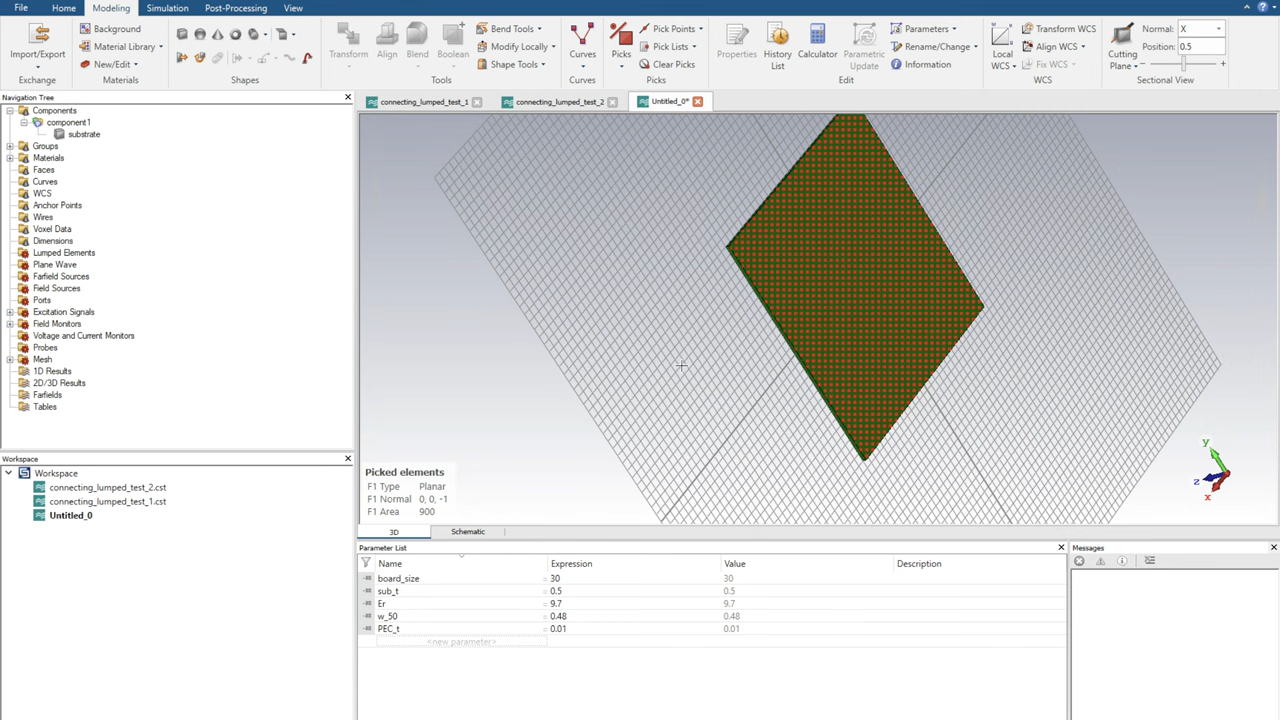 File Home Modeling Simulation Post-Processing View
Import/Export
Exchange
Background
Material Library
New/Edit
Materials
Shapes
Transform Align Blend Boolean
Bend Tools
Modify Locally
Shape Tools
Tools
Curves
Curves
Picks
Pick Points
Pick Lists
Clear Picks
Picks
Properties History List Calculator Parametric Update
Parameters
Rename/Change
Information
Edit
Local WCS
Transform WCS
Align WCS
Fix WCS
WCS
Cutting Plane
Normal: X
Position: 0.5
Sectional View
Navigation Tree
Components
component1
substrate
Groups
Materials
Faces
Curves
WCS
Anchor Points
Wires
Voxel Data
Dimensions
Lumped Elements
Plane Wave
Farfield Sources
Field Sources
Ports
Excitation Signals
Field Monitors
Voltage and Current Monitors
Probes
Mesh
1D Results
2D/3D Results
Farfields
Tables
Workspace
Workspace
connecting_lumped_test_2.cst
connecting_lumped_test_1.cst
Untitled_0
connecting_lumped_test_1 connecting_lumped_test_2 Untitled_0*
Picked elements
F1 Type Planar
F1 Normal 0, 0, -1
F1 Area 900
y
z
x
3D Schematic
Parameter List
Name Expression Value Description
board_size = 30 30
sub_t = 0.5 0.5
Er = 9.7 9.7
w_50 = 0.48 0.48
PEC_t = 0.01 0.01
<new parameter>
Messages